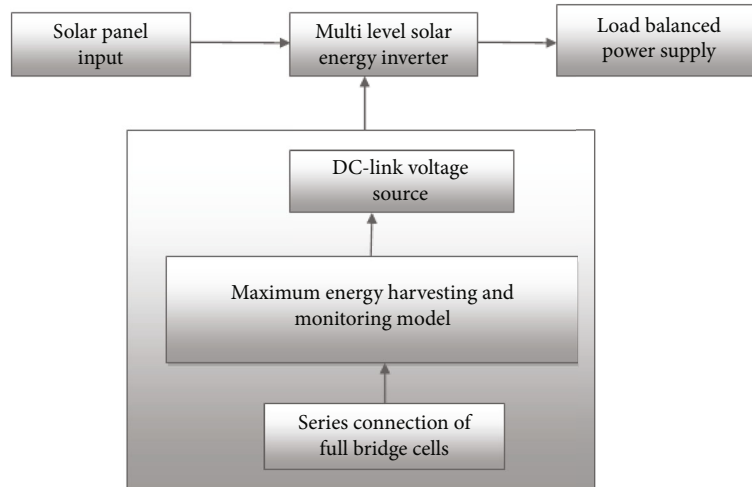 Solar panel
input
Multi level solar
energy inverter
Load balanced
power supply
DC-link voltage
source
Maximum energy harvesting and
monitoring model
Series connection of
full bridge cells